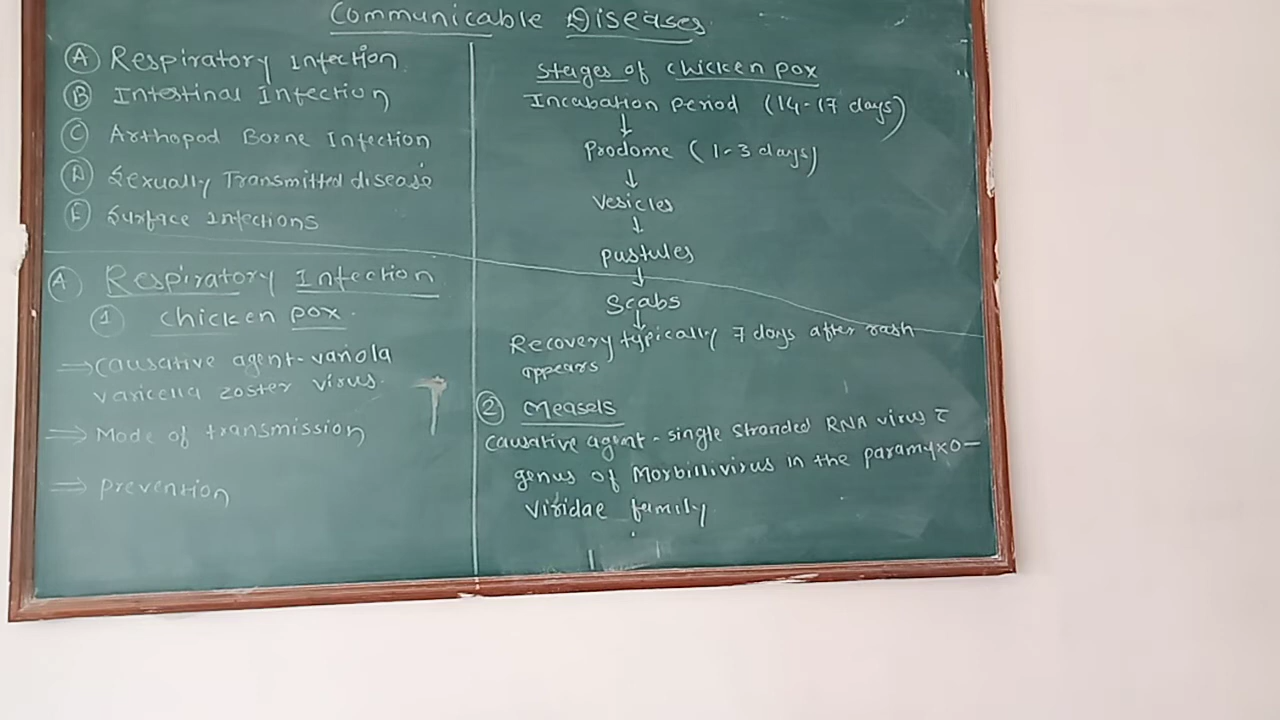 Communicable Diseases
(A) Respiratory Infection
(B) Intestinal Infection
(C) Arthopod Borne Infection
(D) Sexually Transmitted disease
(E) Surface Infections
(A) Respiratory Infection
(1) Chicken pox.
→ Causative agent - variola
varicella zoster virus.
⇒ Mode of transmission
⇒ Prevention
Stages of Chicken pox
Incubation period (14-17 days)
↓
Prodome (1-3 days)
↓
Vesicles
↓
Pustules
↓
Scabs
↓
Recovery typically 7 days after rash
appears
(2) Measels
Causative agent - single stranded RNA virus c̄
genus of Morbillivirus in the paramyxo-
viridae family